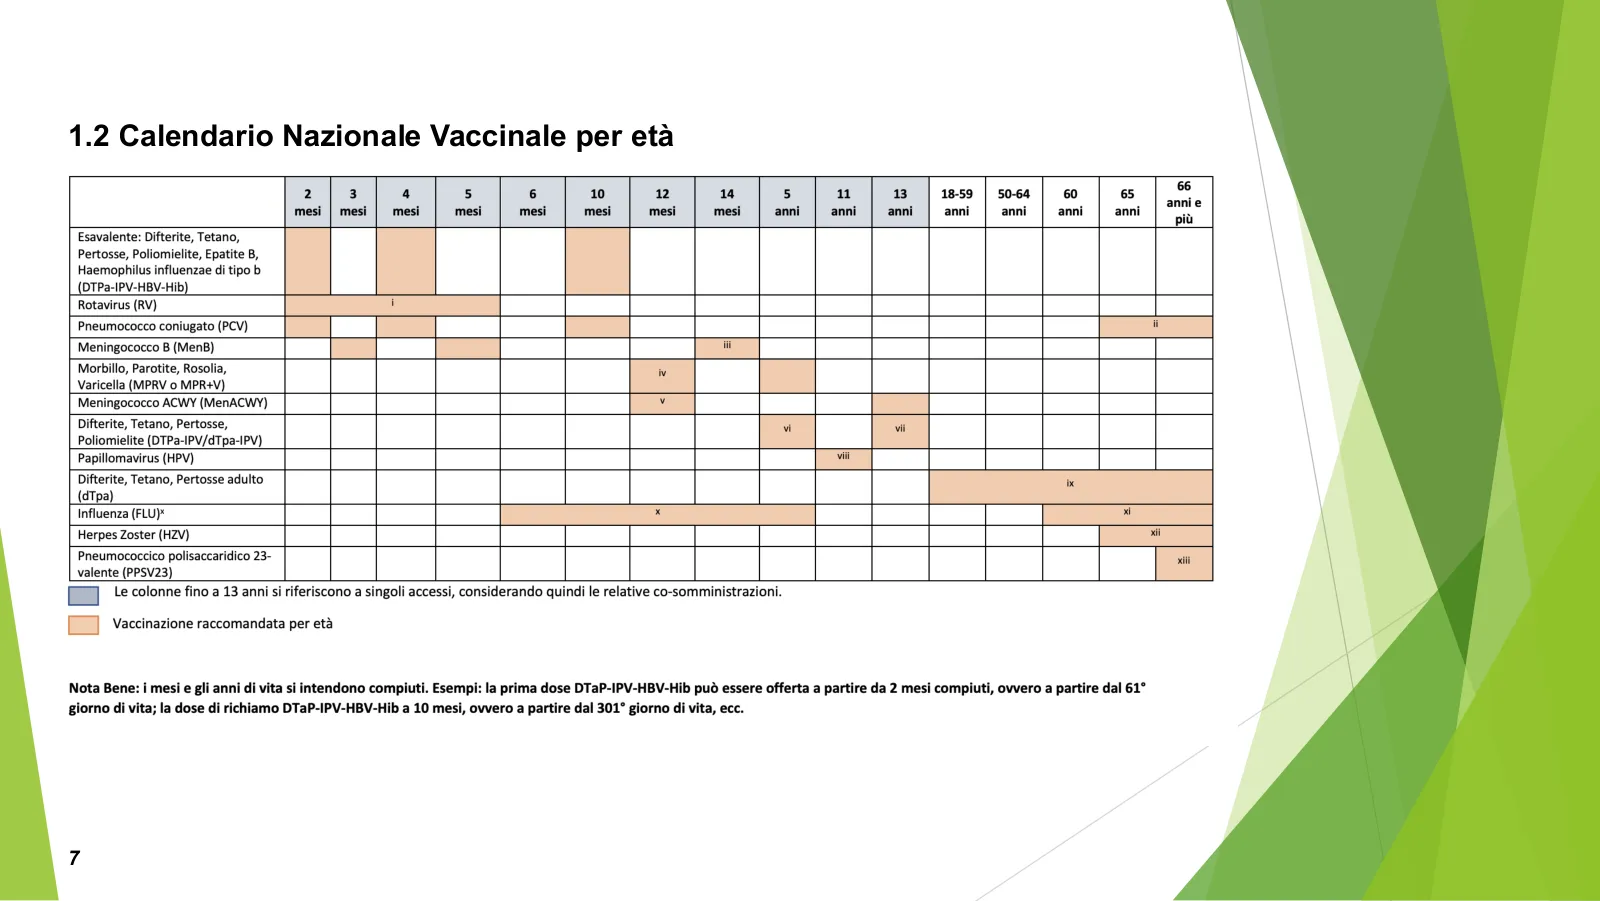 1.2 Calendario Nazionale Vaccinale per età
2 mesi 3 mesi 4 mesi 5 mesi 6 mesi 10 mesi 12 mesi 14 mesi 5 anni 11 anni 13 anni 18-59 anni 50-64 anni 60 anni 65 anni 66 anni e più
Esavalente: Difterite, Tetano,
Pertosse, Poliomielite, Epatite B,
Haemophilus influenzae di tipo b
(DTPa-IPV-HBV-Hib)
Rotavirus (RV) i
Pneumococco coniugato (PCV) ii
Meningococco B (MenB) iii
Morbillo, Parotite, Rosolia,
Varicella (MPRV o MPR+V) iv
Meningococco ACWY (MenACWY) v
Difterite, Tetano, Pertosse,
Poliomielite (DTPa-IPV/dTpa-IPV) vi vii
Papillomavirus (HPV) viii
Difterite, Tetano, Pertosse adulto
(dTpa) ix
Influenza (FLU)ˣ x xi
Herpes Zoster (HZV) xii
Pneumococcico polisaccaridico 23-
valente (PPSV23) xiii
Le colonne fino a 13 anni si riferiscono a singoli accessi, considerando quindi le relative co-somministrazioni.
Vaccinazione raccomandata per età
Nota Bene: i mesi e gli anni di vita si intendono compiuti. Esempi: la prima dose DTaP-IPV-HBV-Hib può essere offerta a partire da 2 mesi compiuti, ovvero a partire dal 61°
giorno di vita; la dose di richiamo DTaP-IPV-HBV-Hib a 10 mesi, ovvero a partire dal 301° giorno di vita, ecc.
7